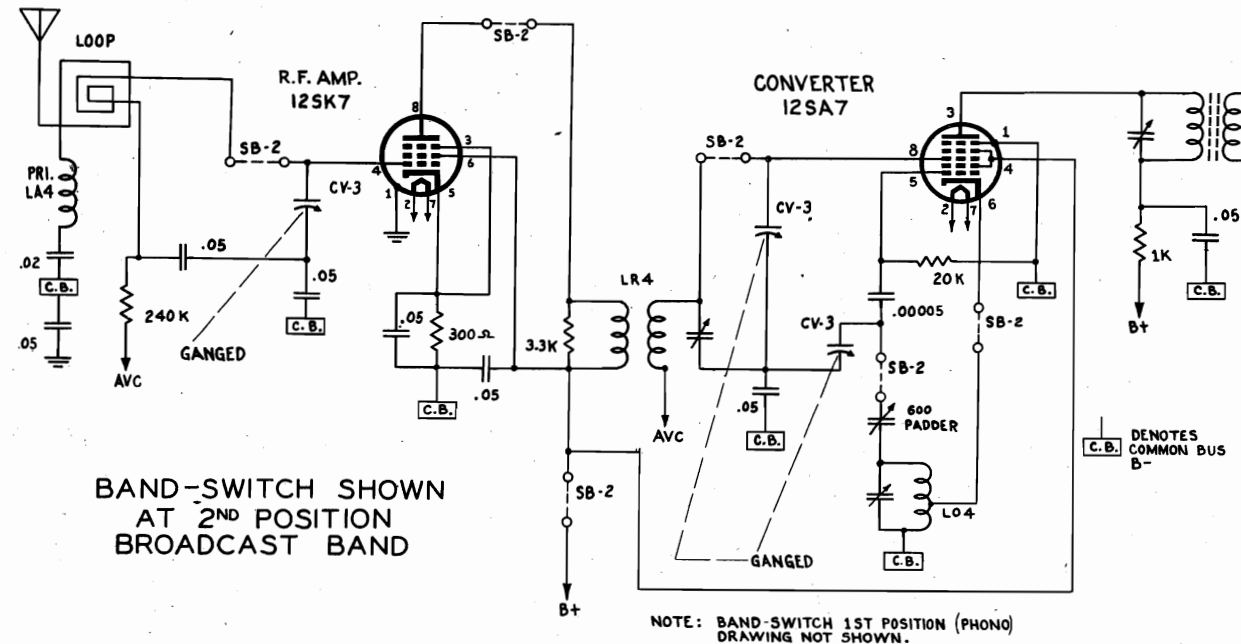 LOOP
R.F. AMP.
12SK7
CONVERTER
12SA7
SB-2
8
3
6
4
1
2
7
5
SB-2
CV-3
PRI.
LA4
.02
C.B.
.05
240K
AVC
.05
.05
C.B.
GANGED
.05
300Ω
C.B.
.05
3.3K
LR4
SB-2
B+
SB-2
CV-3
AVC
.05
C.B.
3
1
8
4
5
6
2
7
20K
C.B.
.00005
CV-3
SB-2
SB-2
600
PADDER
LO4
C.B.
GANGED
1K
.05
C.B.
B+
C.B.
DENOTES
COMMON BUS
B-
BAND-SWITCH SHOWN
AT 2ND POSITION
BROADCAST BAND
NOTE: BAND-SWITCH 1ST POSITION (PHONO)
DRAWING NOT SHOWN.